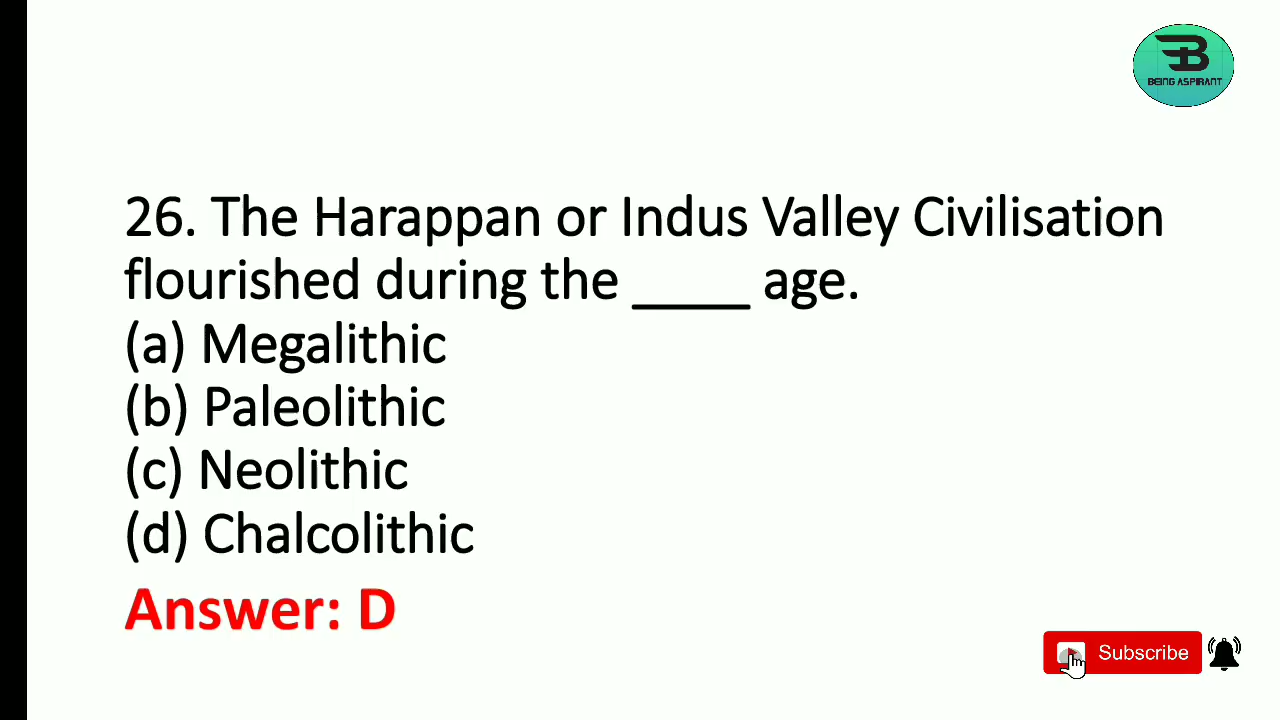 BEING ASPIRANT
26. The Harappan or Indus Valley Civilisation
flourished during the ____ age.
(a) Megalithic
(b) Paleolithic
(c) Neolithic
(d) Chalcolithic
Answer: D
Subscribe